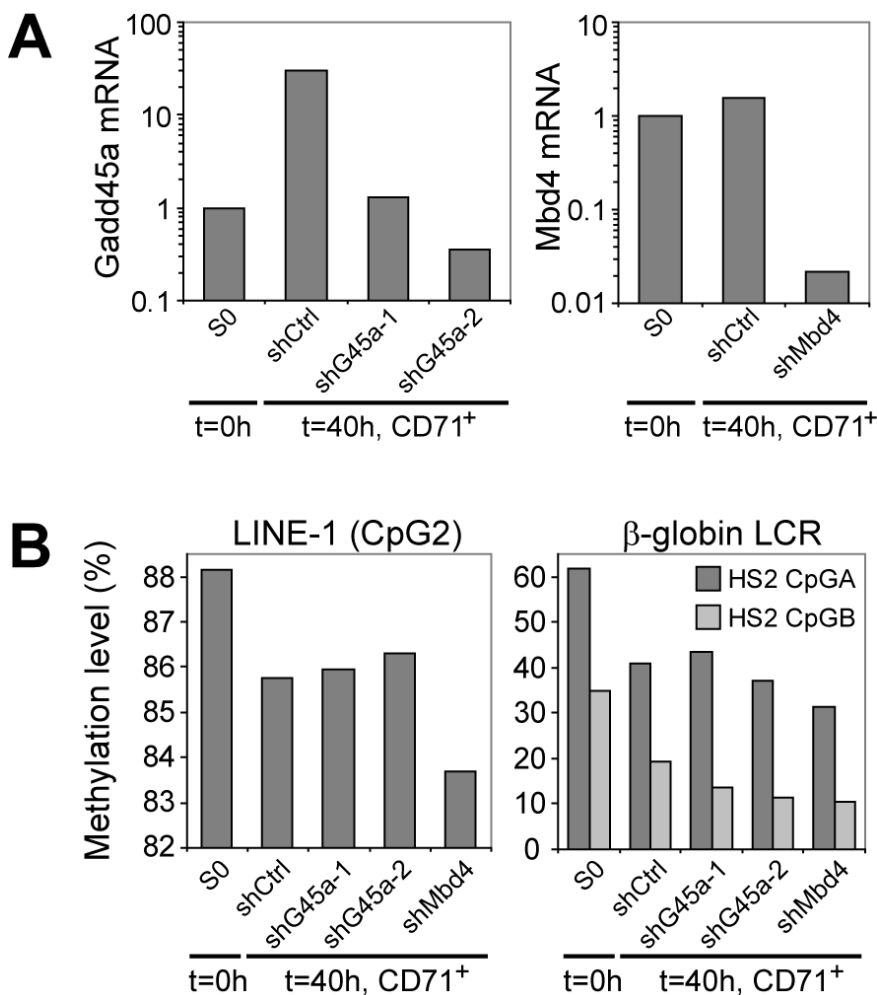 A
Gadd45a mRNA
100
10
1
0.1
S0
shCtrl
shG45a-1
shG45a-2
t=0h
t=40h, CD71+
Mbd4 mRNA
10
1
0.1
0.01
S0
shCtrl
shMbd4
t=0h
t=40h, CD71+
B
LINE-1 (CpG2)
Methylation level (%)
88
87
86
85
84
83
82
S0
shCtrl
shG45a-1
shG45a-2
shMbd4
t=0h
t=40h, CD71+
β-globin LCR
HS2 CpGA
HS2 CpGB
60
50
40
30
20
10
0
S0
shCtrl
shG45a-1
shG45a-2
shMbd4
t=0h
t=40h, CD71+